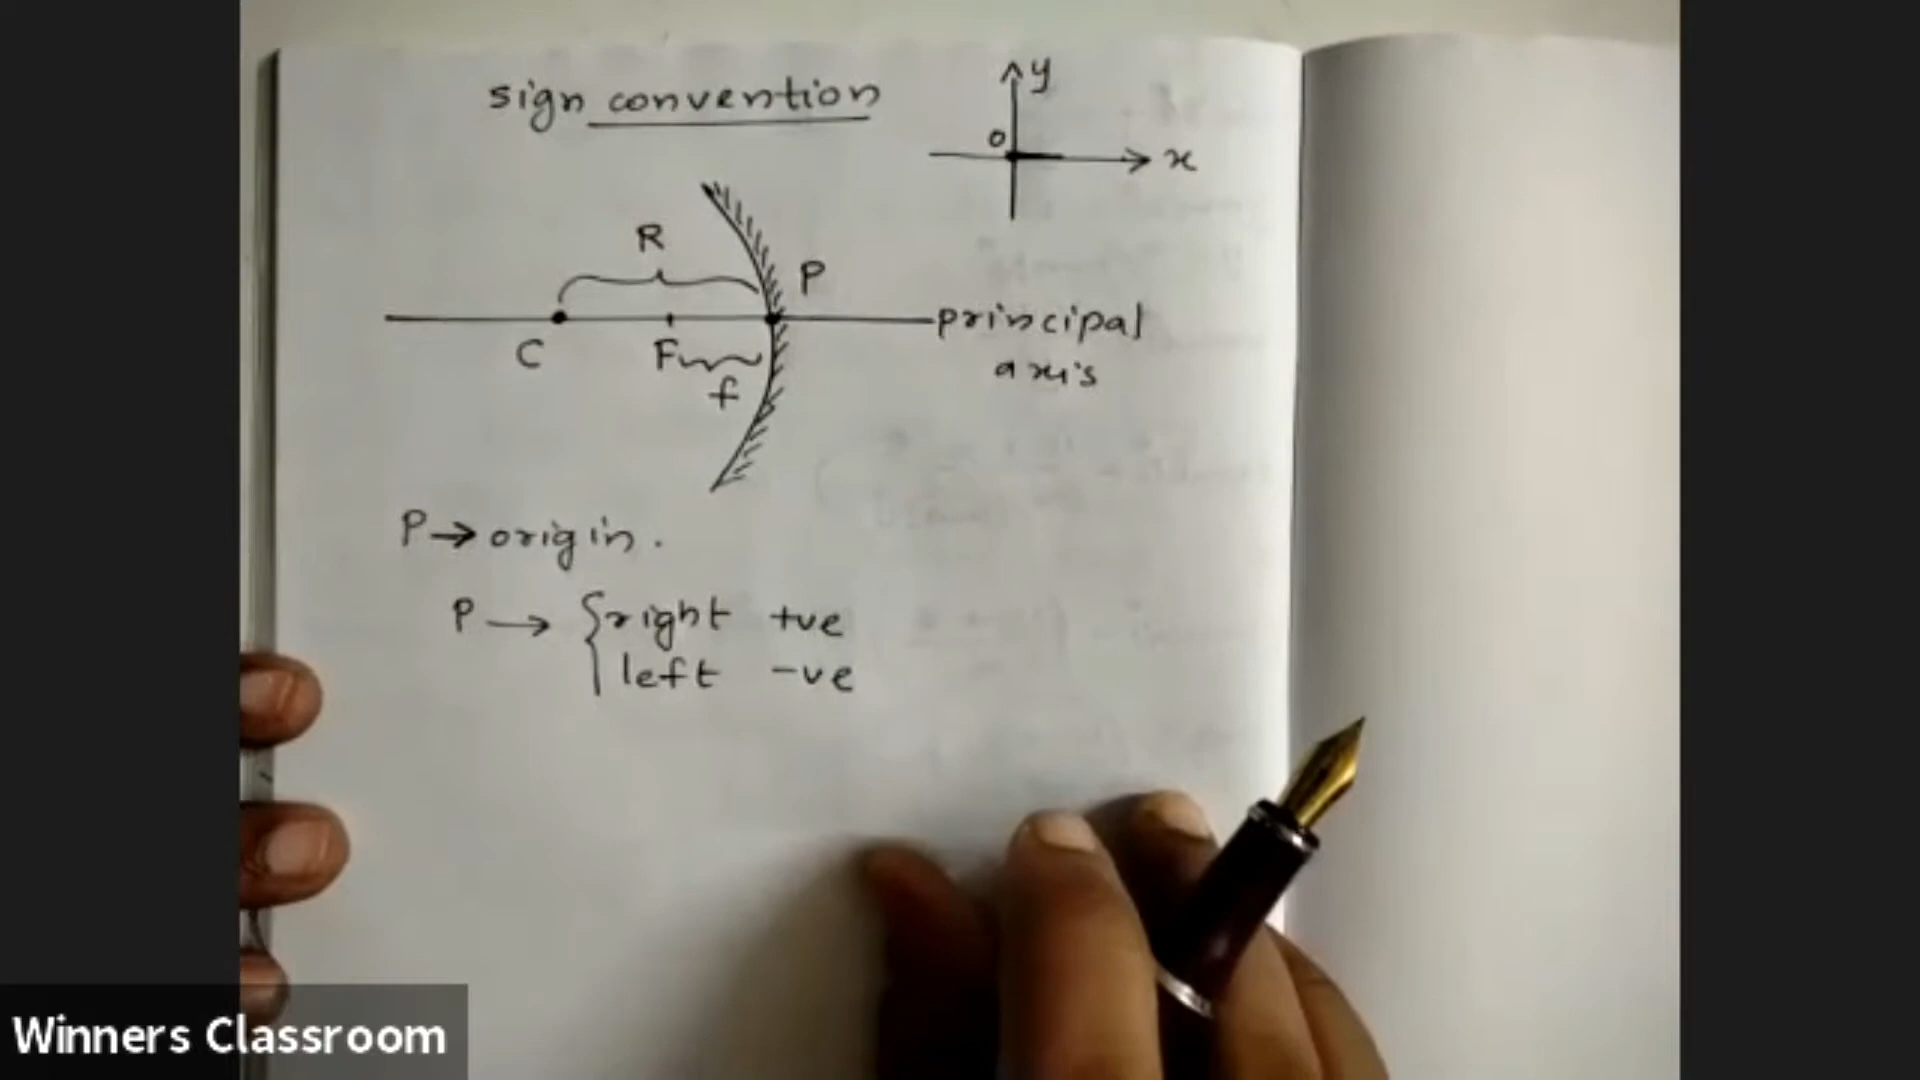 sign convention
y
o
x
R
P
principal
axis
C
F
f
P→ origin.
P → { right +ve
left -ve
Winners Classroom